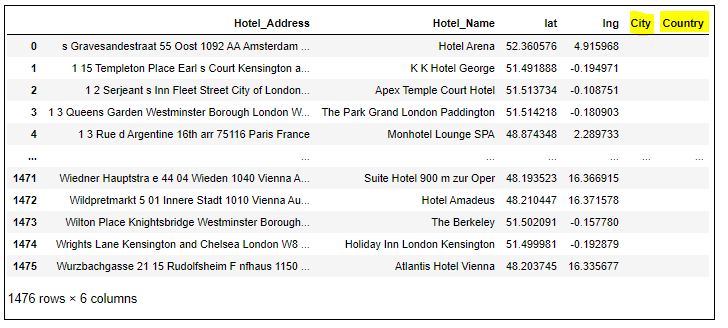 Hotel_Address Hotel_Name lat lng City Country
0 s Gravesandestraat 55 Oost 1092 AA Amsterdam ... Hotel Arena 52.360576 4.915968
1 1 15 Templeton Place Earl s Court Kensington a... K K Hotel George 51.491888 -0.194971
2 1 2 Serjeant s Inn Fleet Street City of London... Apex Temple Court Hotel 51.513734 -0.108751
3 1 3 Queens Garden Westminster Borough London W... The Park Grand London Paddington 51.514218 -0.180903
4 1 3 Rue d Argentine 16th arr 75116 Paris France Monhotel Lounge SPA 48.874348 2.289733
... ... ... ... ... ... ...
1471 Wiedner Hauptstra e 44 04 Wieden 1040 Vienna A... Suite Hotel 900 m zur Oper 48.193523 16.366915
1472 Wildpretmarkt 5 01 Innere Stadt 1010 Vienna Au... Hotel Amadeus 48.210447 16.371578
1473 Wilton Place Knightsbridge Westminster Borough... The Berkeley 51.502091 -0.157780
1474 Wrights Lane Kensington and Chelsea London W8 ... Holiday Inn London Kensington 51.499981 -0.192879
1475 Wurzbachgasse 21 15 Rudolfsheim F nfhaus 1150 ... Atlantis Hotel Vienna 48.203745 16.335677
1476 rows × 6 columns